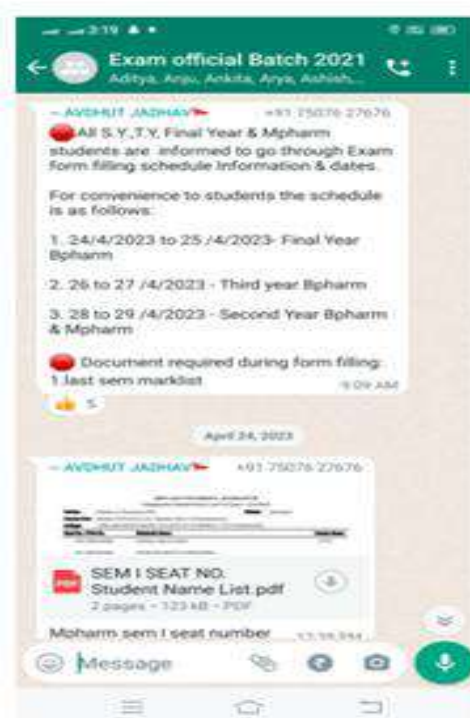 3:19
Exam official Batch 2021
Aditya, Anju, Ankita, Arya, Ashish...
~ AVDHUT JADHAV +91 75076 27676
All S.Y.,T.Y, Final Year & Mpharm
students are informed to go through Exam
form filling schedule Information & dates.
For convenience to students the schedule
is as follows:
1. 24/4/2023 to 25 /4/2023- Final Year
Bpharm
2. 26 to 27 /4/2023 - Third year Bpharm
3. 28 to 29 /4/2023 - Second Year Bpharm
& Mpharm
Document required during form filling:
1.last sem marklist
9:09 AM
5
April 24, 2023
~ AVDHUT JADHAV +91 75076 27676
PDF
SEM I SEAT NO.
Student Name List.pdf
2 pages • 123 kB • PDF
Mpharm sem I seat number
Message